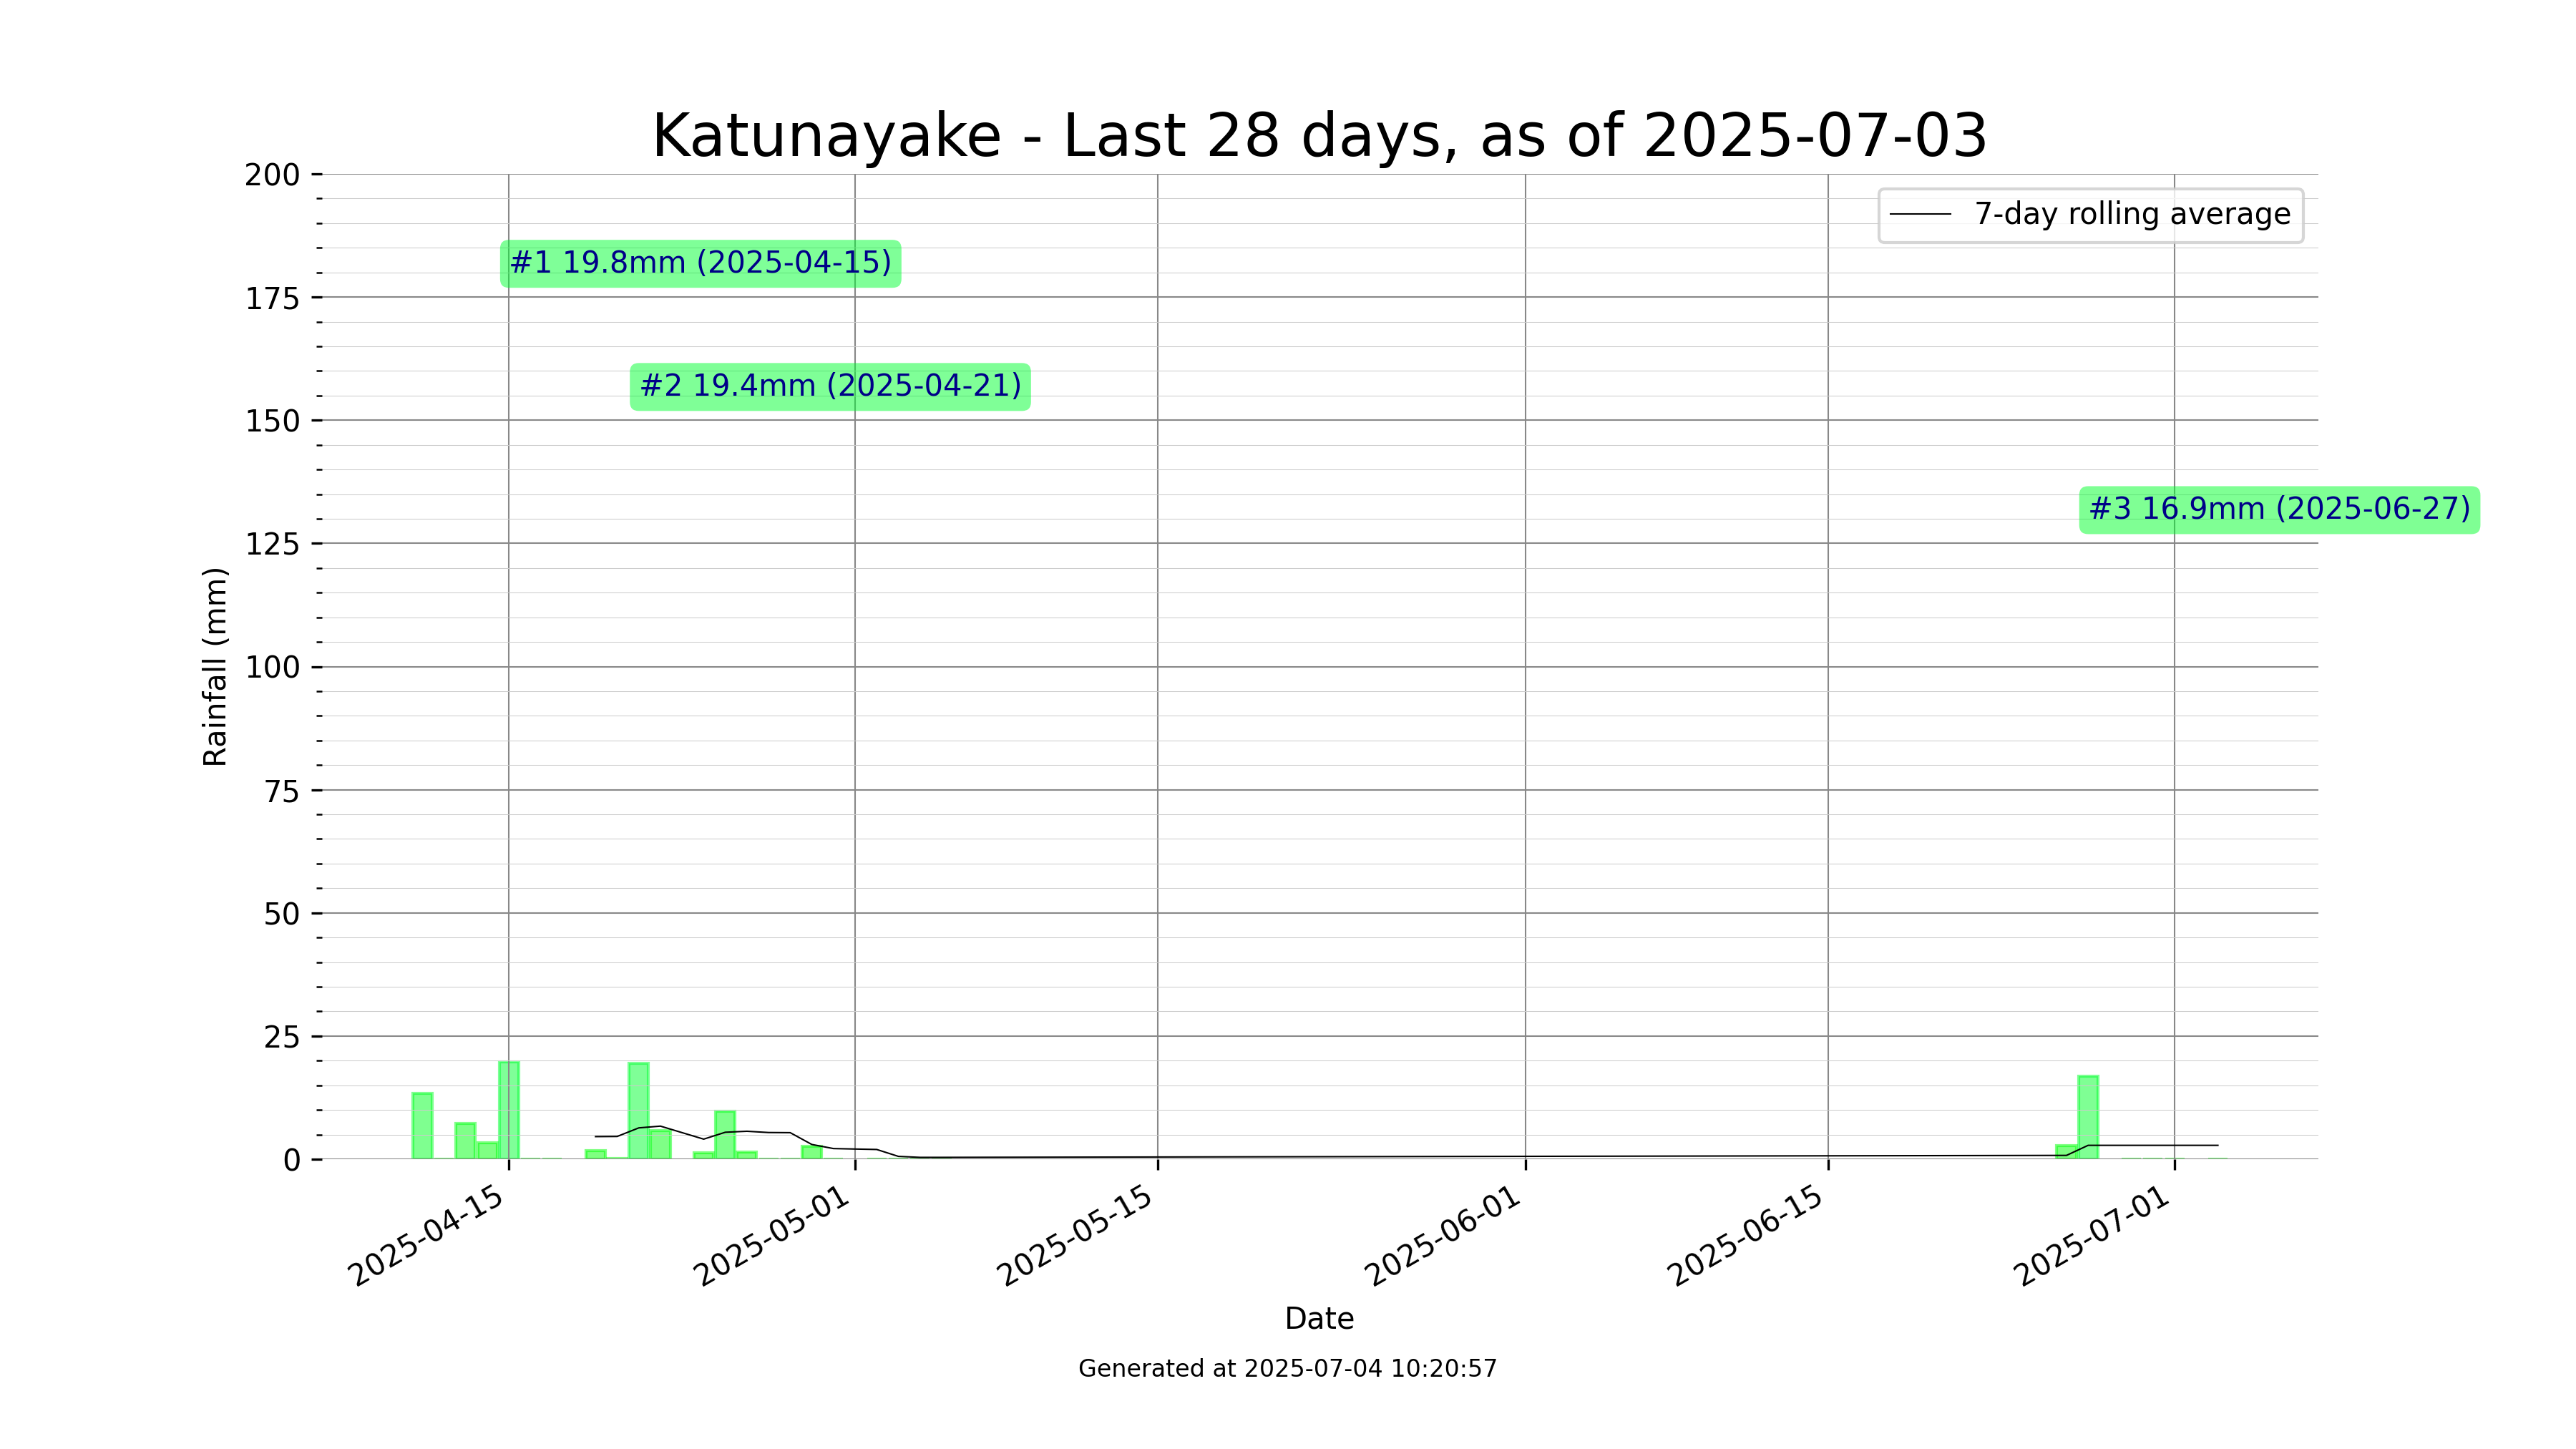 Katunayake - Last 28 days, as of 2025-07-03
7-day rolling average
#1 19.8mm (2025-04-15)
#2 19.4mm (2025-04-21)
#3 16.9mm (2025-06-27)
Rainfall (mm)
200
175
150
125
100
75
50
25
0
2025-04-15
2025-05-01
2025-05-15
2025-06-01
2025-06-15
2025-07-01
Date
Generated at 2025-07-04 10:20:57